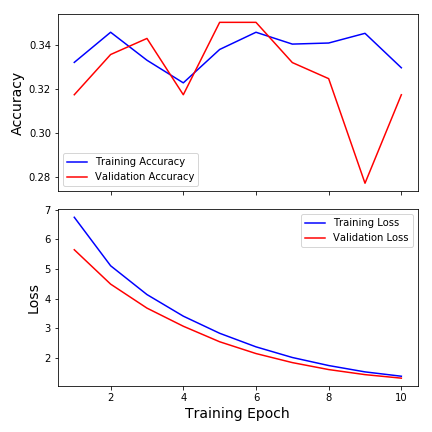 0.34
0.32
0.30
0.28
Accuracy
Training Accuracy
Validation Accuracy
7
6
5
4
3
2
Loss
Training Loss
Validation Loss
2 4 6 8 10
Training Epoch